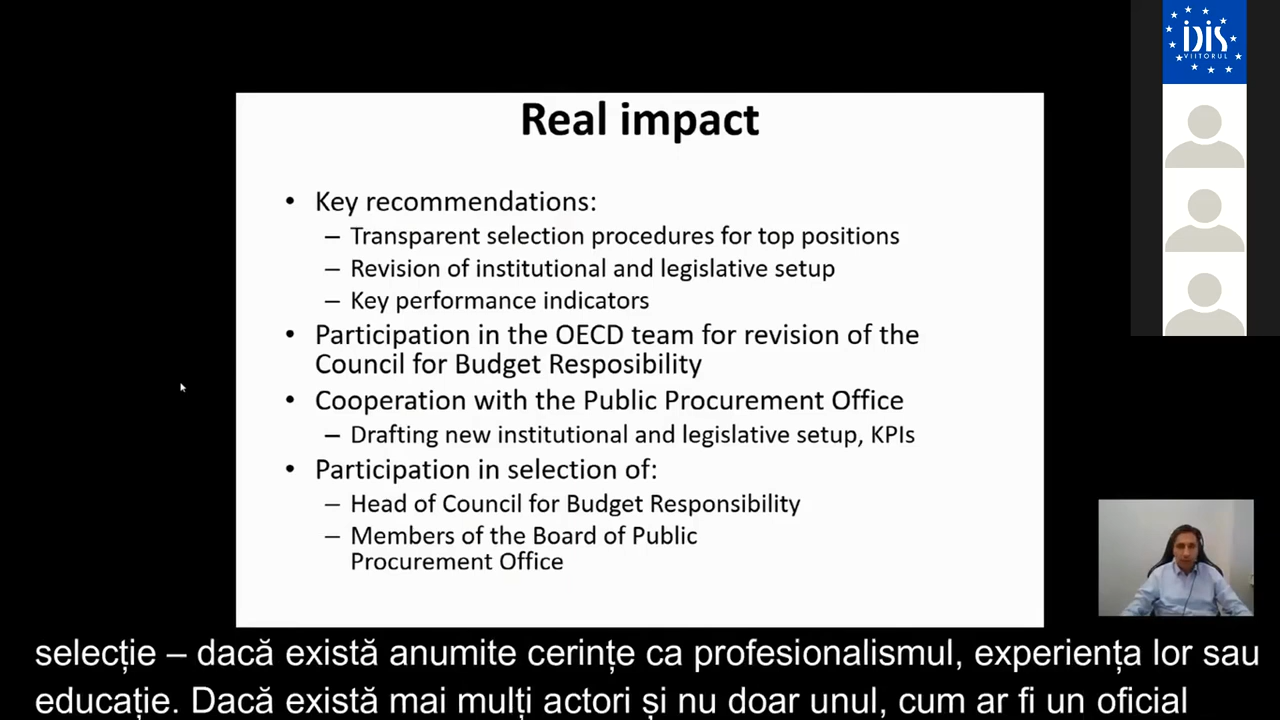 iDiS
VIITORUL
Real impact
• Key recommendations:
– Transparent selection procedures for top positions
– Revision of institutional and legislative setup
– Key performance indicators
• Participation in the OECD team for revision of the
Council for Budget Resposibility
• Cooperation with the Public Procurement Office
– Drafting new institutional and legislative setup, KPIs
• Participation in selection of:
– Head of Council for Budget Responsibility
– Members of the Board of Public
Procurement Office
selecție – dacă există anumite cerințe ca profesionalismul, experiența lor sau
educație. Dacă există mai mulți actori și nu doar unul, cum ar fi un oficial